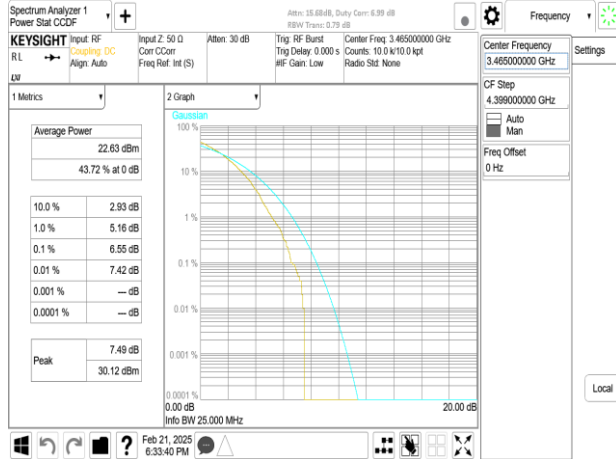 Spectrum Analyzer 1
Power Stat CCDF
Attn: 15.68dB, Duty Corr: 6.99 dB
RBW Trans: 0.79 dB
Frequency
KEYSIGHT
RL
Input: RF
Coupling: DC
Align: Auto
Input Z: 50 Ω
Corr CCorr
Freq Ref: Int (S)
Atten: 30 dB
Trig: RF Burst
Trig Delay: 0.000 s
#IF Gain: Low
Center Freq: 3.465000000 GHz
Counts: 10.0 k/10.0 kpt
Radio Std: None
Center Frequency
3.465000000 GHz
Settings
CF Step
4.399000000 GHz
Auto
Man
Freq Offset
0 Hz
1 Metrics
Average Power
22.63 dBm
43.72 % at 0 dB
10.0 % 2.93 dB
1.0 % 5.16 dB
0.1 % 6.55 dB
0.01 % 7.42 dB
0.001 % --- dB
0.0001 % --- dB
Peak
7.49 dB
30.12 dBm
2 Graph
Gaussian
100 %
10 %
1 %
0.1 %
0.01 %
0.001 %
0.0001 %
0.00 dB
20.00 dB
Info BW 25.000 MHz
Local
?
Feb 21, 2025
6:33:40 PM